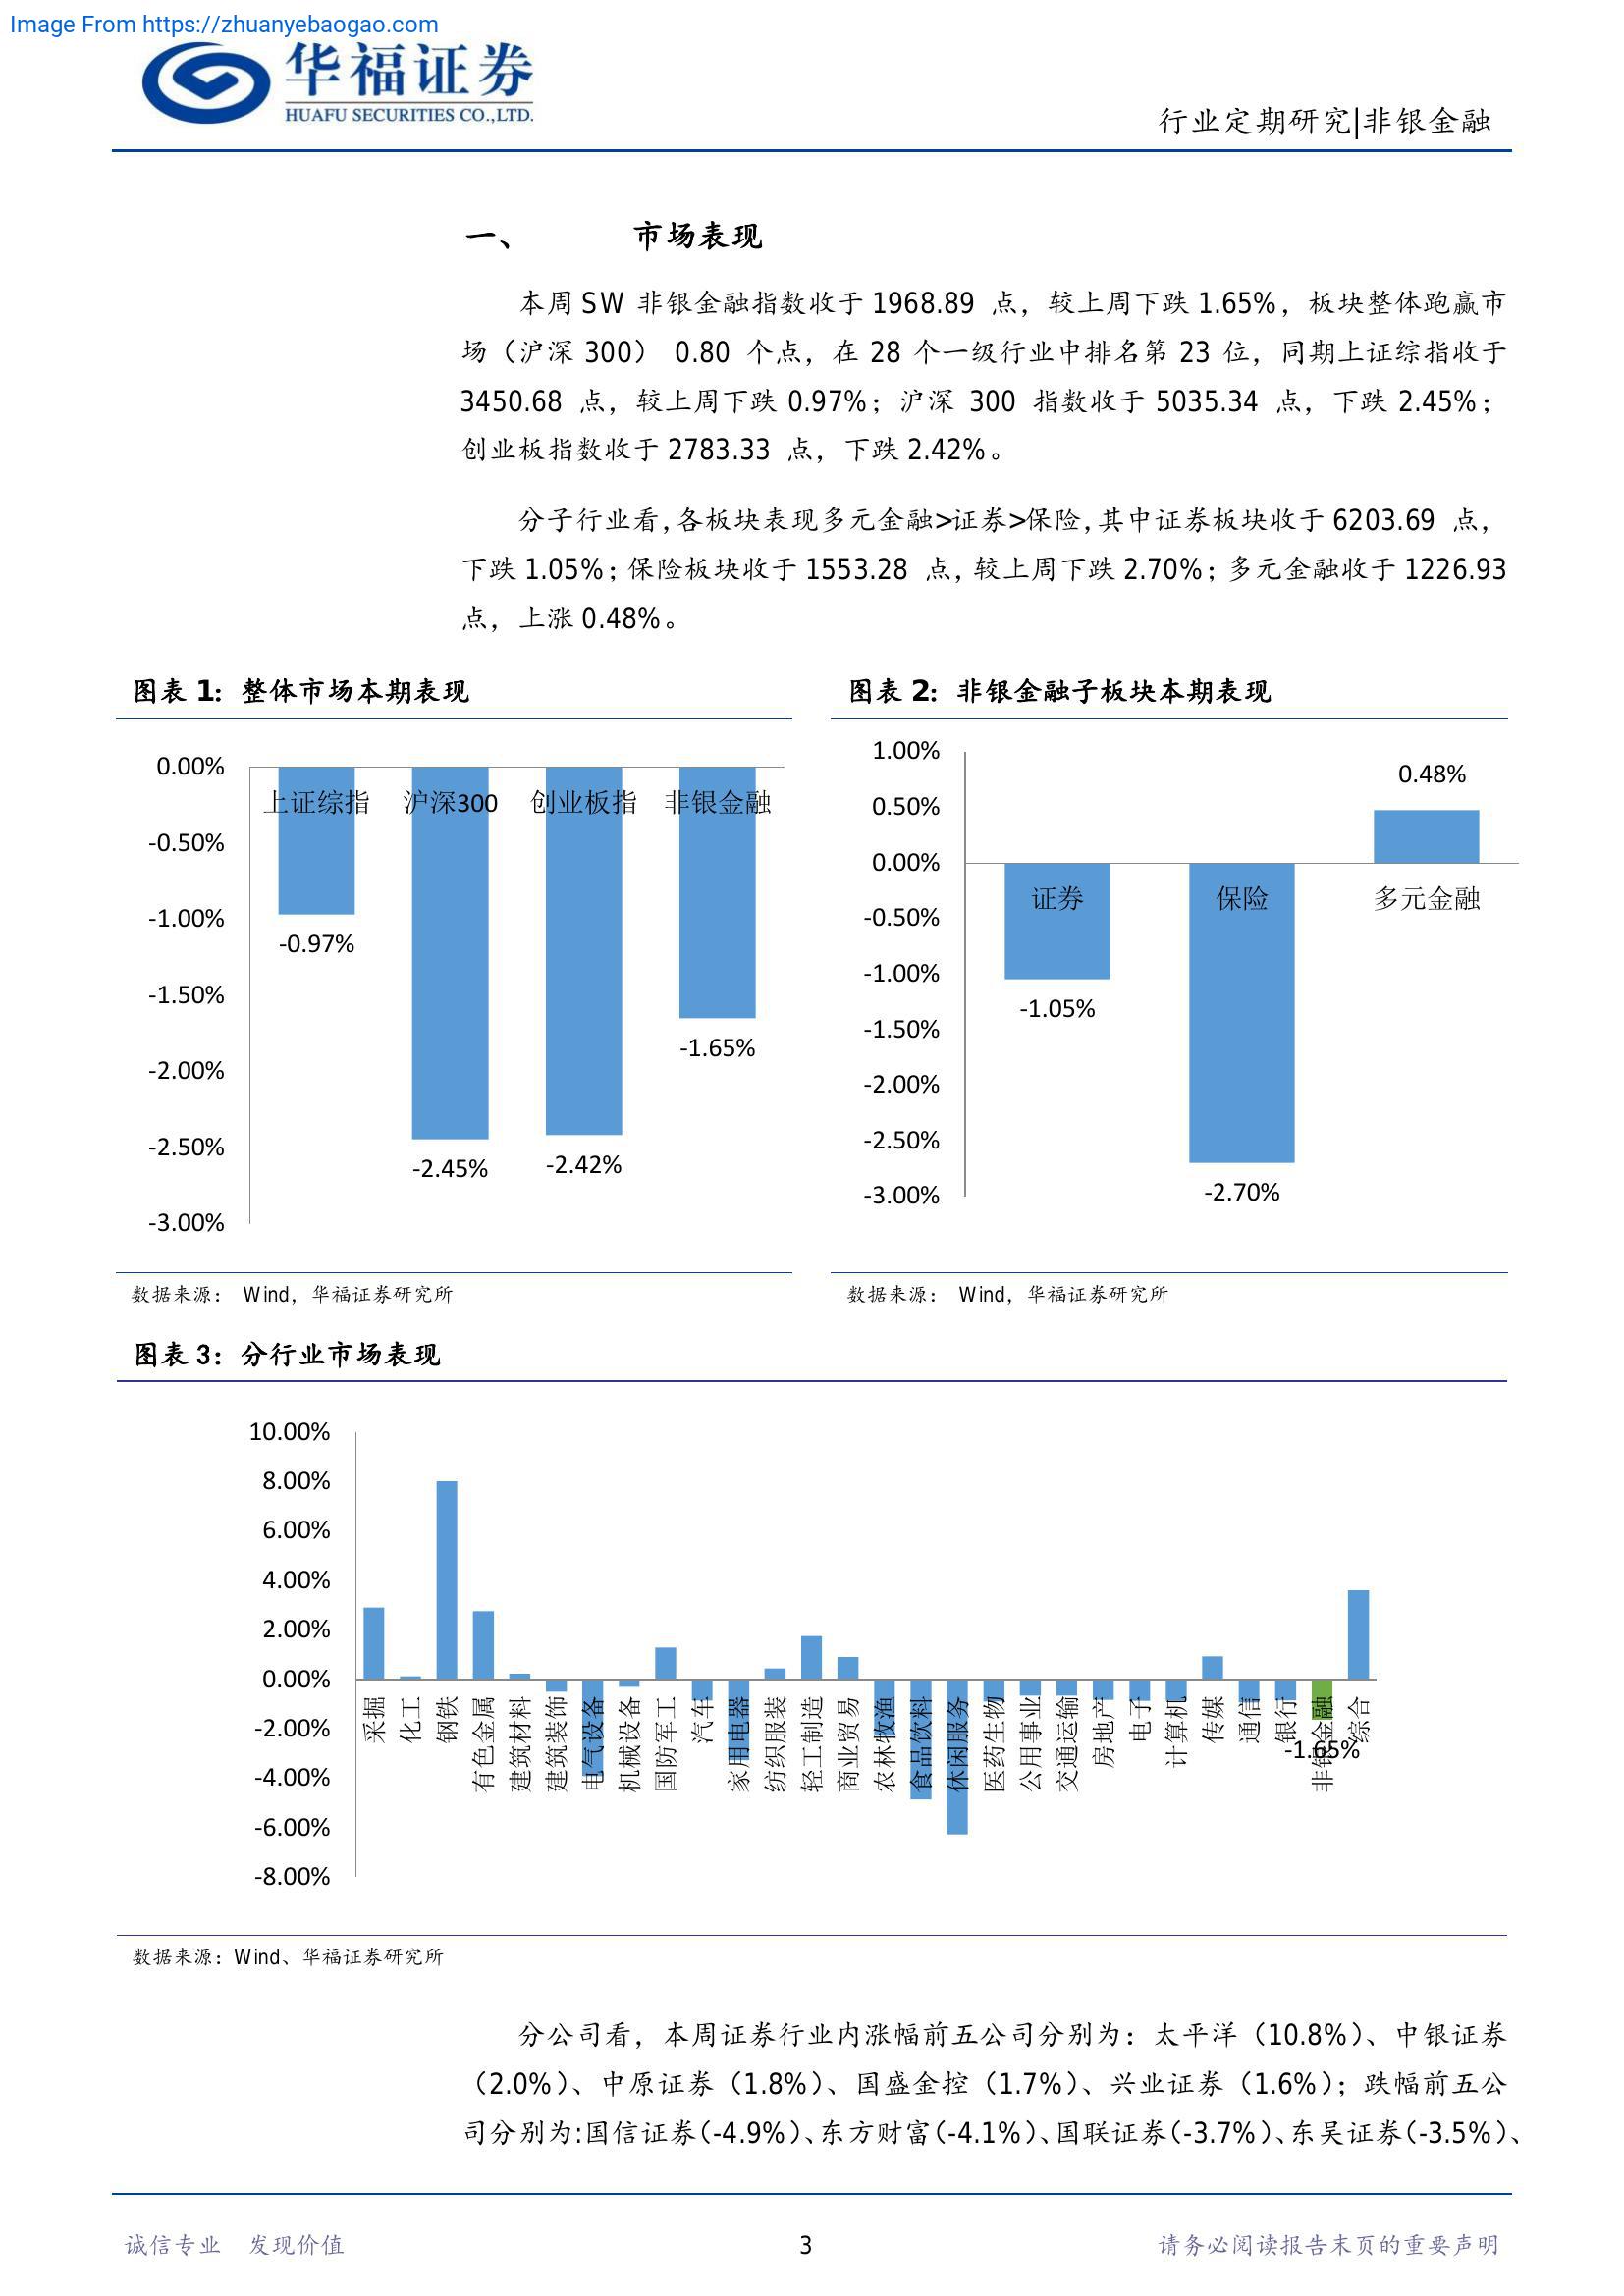 Image From https://zhuanyebaogao.com
华福证券
HUAFU SECURITIES CO.,LTD.
行业定期研究|非银金融
一、 市场表现
本周 SW 非银金融指数收于 1968.89 点，较上周下跌 1.65%，板块整体跑赢市
场（沪深 300） 0.80 个点，在 28 个一级行业中排名第 23 位，同期上证综指收于
3450.68 点，较上周下跌 0.97%；沪深 300 指数收于 5035.34 点，下跌 2.45%；
创业板指数收于 2783.33 点，下跌 2.42%。
分子行业看,各板块表现多元金融>证券>保险,其中证券板块收于 6203.69 点，
下跌 1.05%；保险板块收于 1553.28 点,较上周下跌 2.70%；多元金融收于 1226.93
点，上涨 0.48%。
图表 1：整体市场本期表现
0.00%
-0.50%
-1.00%
-1.50%
-2.00%
-2.50%
-3.00%
上证综指 沪深300 创业板指 非银金融
-0.97%
-2.45%
-2.42%
-1.65%
数据来源： Wind，华福证券研究所
图表 2：非银金融子板块本期表现
1.00%
0.50%
0.00%
-0.50%
-1.00%
-1.50%
-2.00%
-2.50%
-3.00%
证券 保险 多元金融
-1.05%
-2.70%
0.48%
数据来源： Wind，华福证券研究所
图表 3：分行业市场表现
10.00%
8.00%
6.00%
4.00%
2.00%
0.00%
-2.00%
-4.00%
-6.00%
-8.00%
采掘
化工
钢铁
有色金属
建筑材料
建筑装饰
电气设备
机械设备
国防军工
汽车
家用电器
纺织服装
轻工制造
商业贸易
农林牧渔
食品饮料
休闲服务
医药生物
公用事业
交通运输
房地产
电子
计算机
传媒
通信
银行
非银金融
综合
-1.65%
数据来源：Wind、华福证券研究所
分公司看，本周证券行业内涨幅前五公司分别为：太平洋（10.8%）、中银证券
（2.0%）、中原证券（1.8%）、国盛金控（1.7%）、兴业证券（1.6%）；跌幅前五公
司分别为:国信证券(-4.9%)、东方财富(-4.1%)、国联证券(-3.7%)、东吴证券(-3.5%)、
诚信专业 发现价值
3
请务必阅读报告末页的重要声明